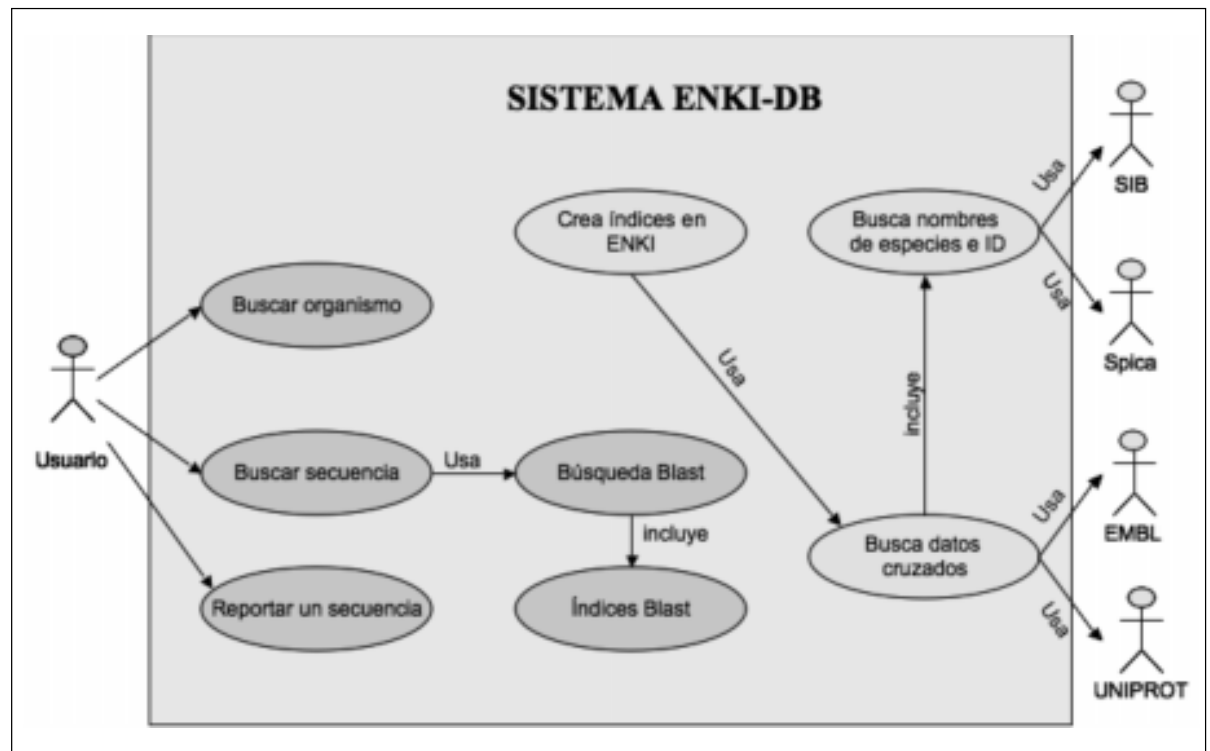 SISTEMA ENKI-DB
Usa
SIB
Crea índices en
ENKI
Busca nombres
de especies e ID
Usa
Spica
Buscar organismo
Usa
incluye
Usuario
Buscar secuencia
Usa
Búsqueda Blast
Usa
EMBL
incluye
Busca datos
cruzados
Reportar un secuencia
Índices Blast
Usa
UNIPROT